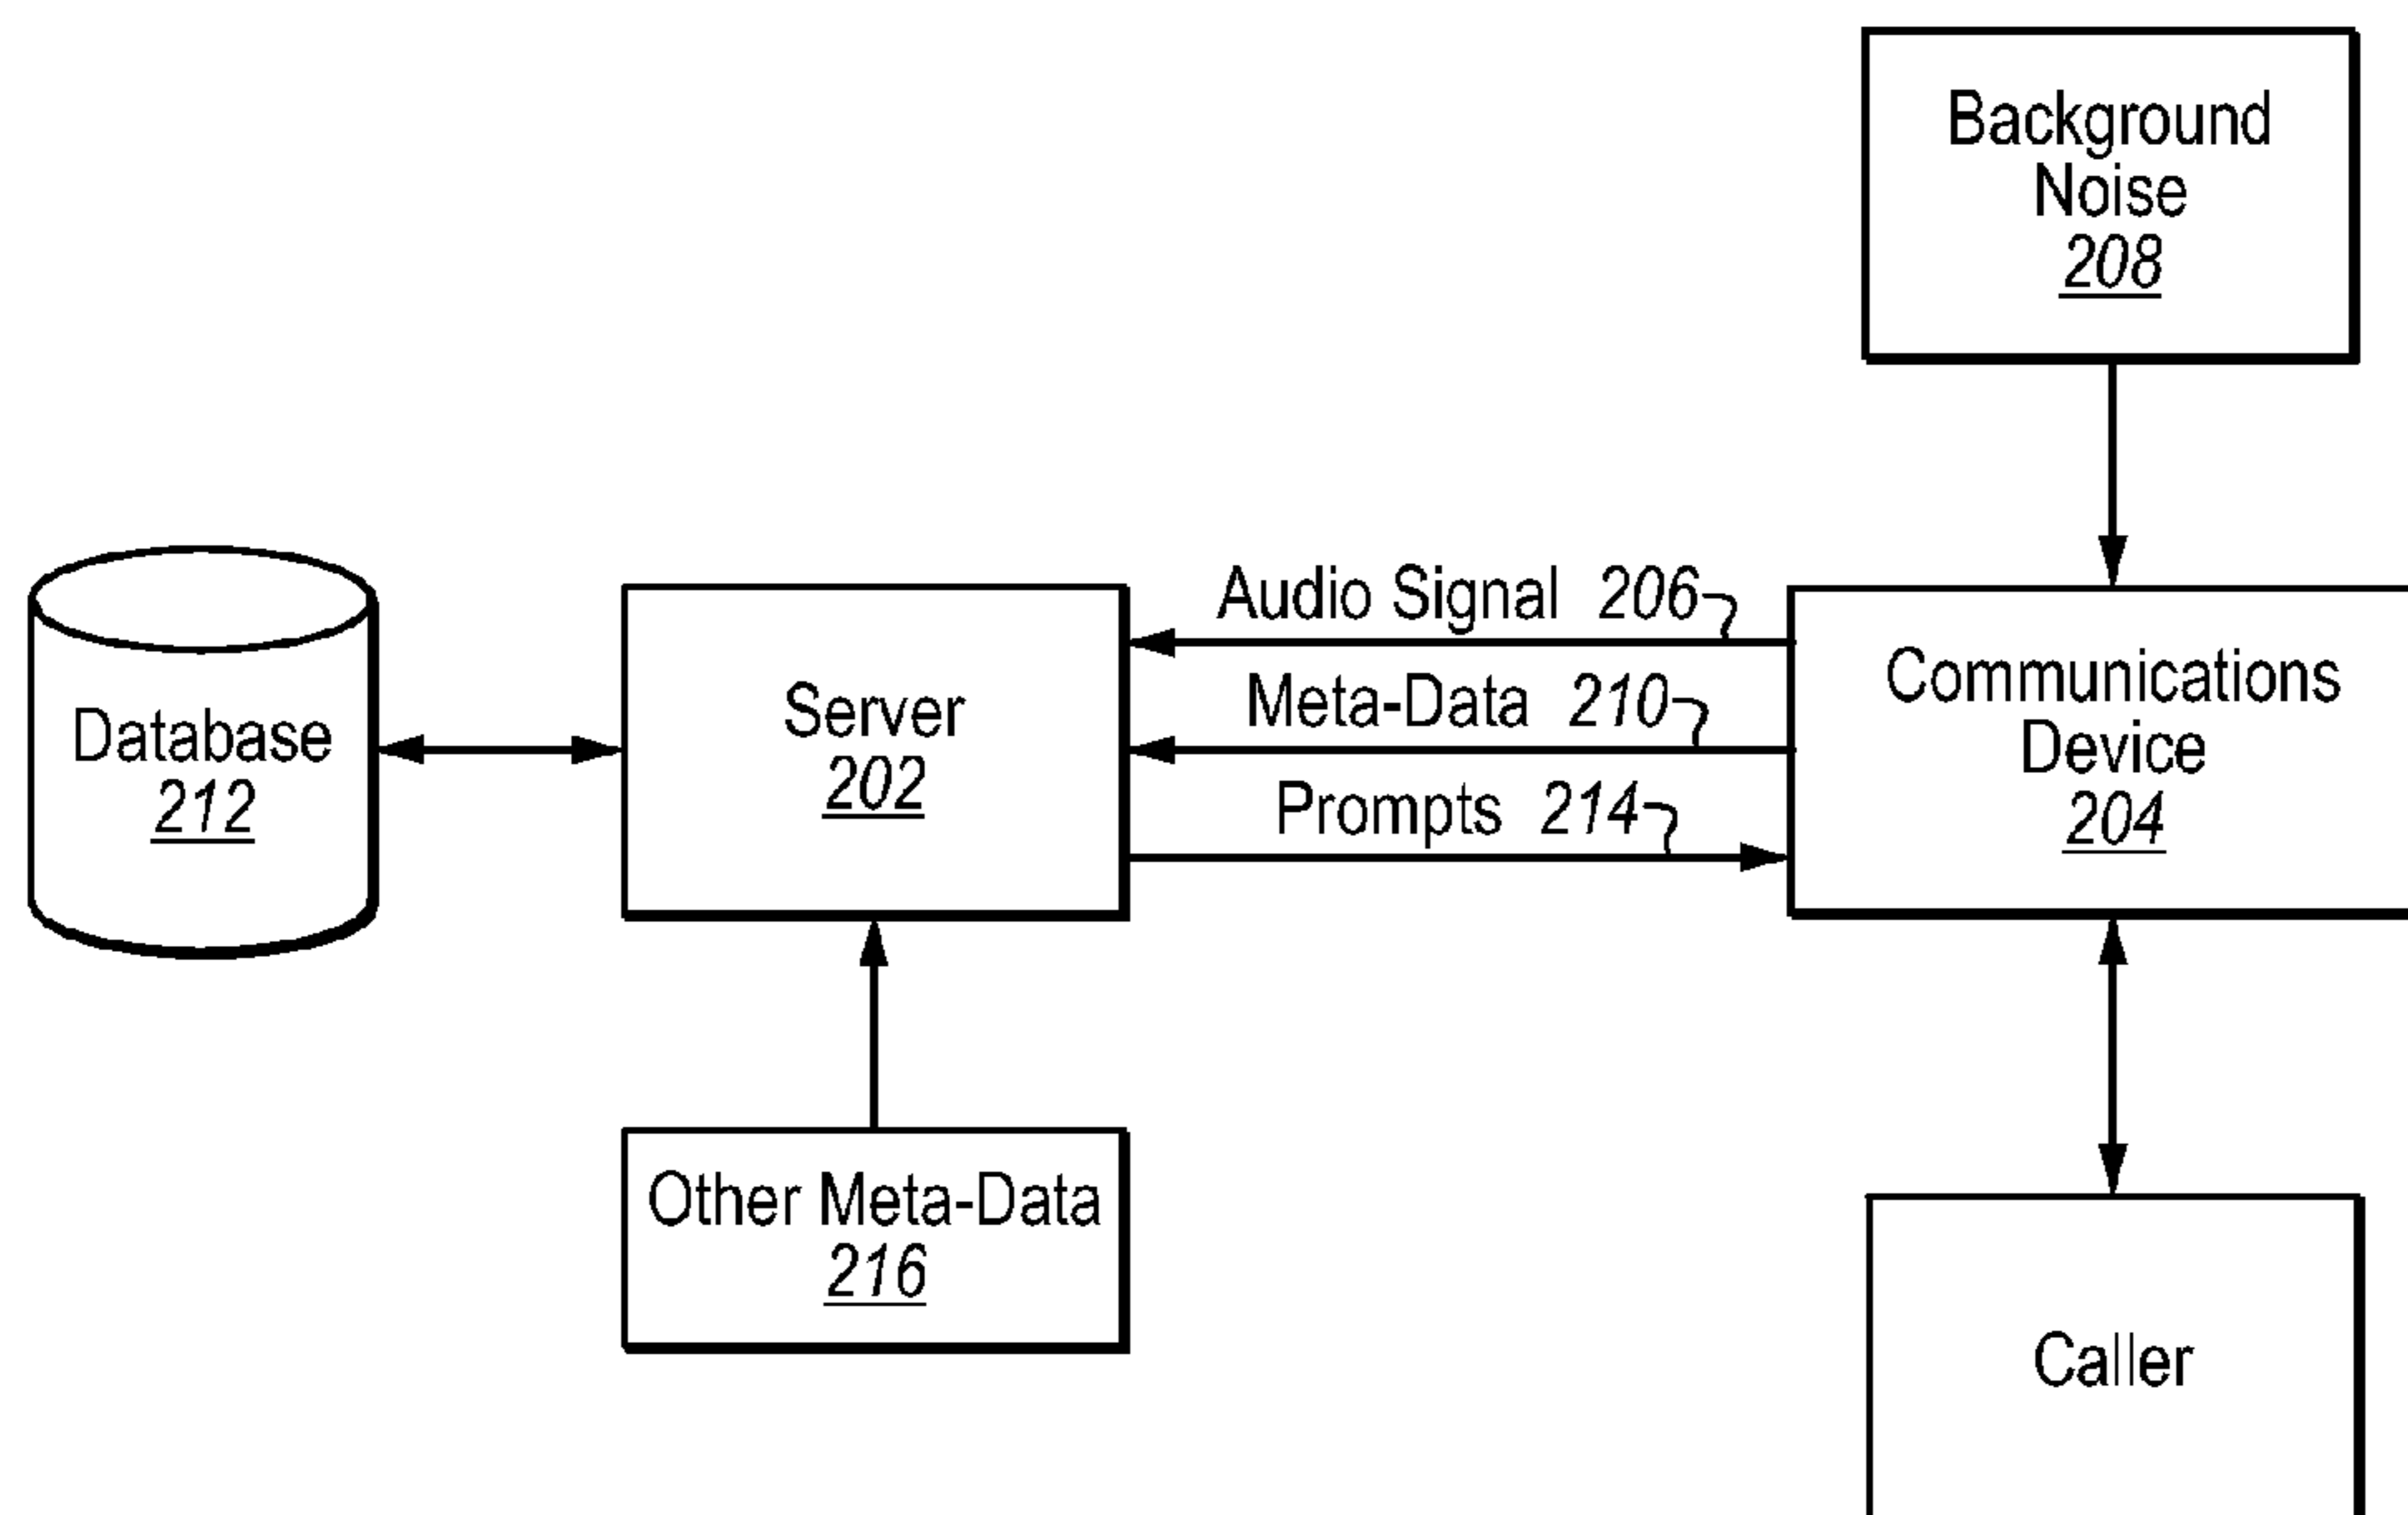 Background
Noise
208
Audio Signal 206
Meta-Data 210
Prompts 214
Communications
Device
204
Server
202
Database
212
Other Meta-Data
216
Caller